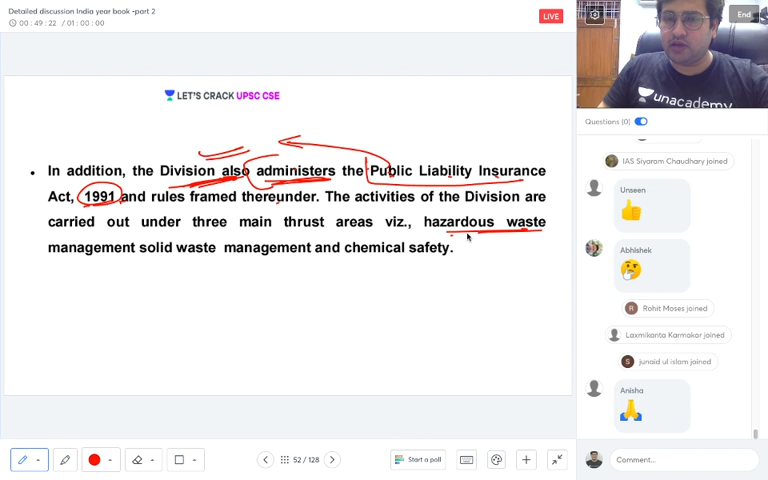 Detailed discussion India year book -part 2
00 : 49 : 22 / 01 : 00 : 00
LIVE
End
LET'S CRACK UPSC CSE
• In addition, the Division also administers the Public Liability Insurance
Act, 1991 and rules framed thereunder. The activities of the Division are
carried out under three main thrust areas viz., hazardous waste
management solid waste management and chemical safety.
unacademy
Questions (0)
IAS Siyaram Chaudhary joined
Unseen
Abhishek
R Rohit Moses joined
Laxmikanta Karmakar joined
S junaid ul islam joined
Anisha
52 / 128
Start a poll
Comment...